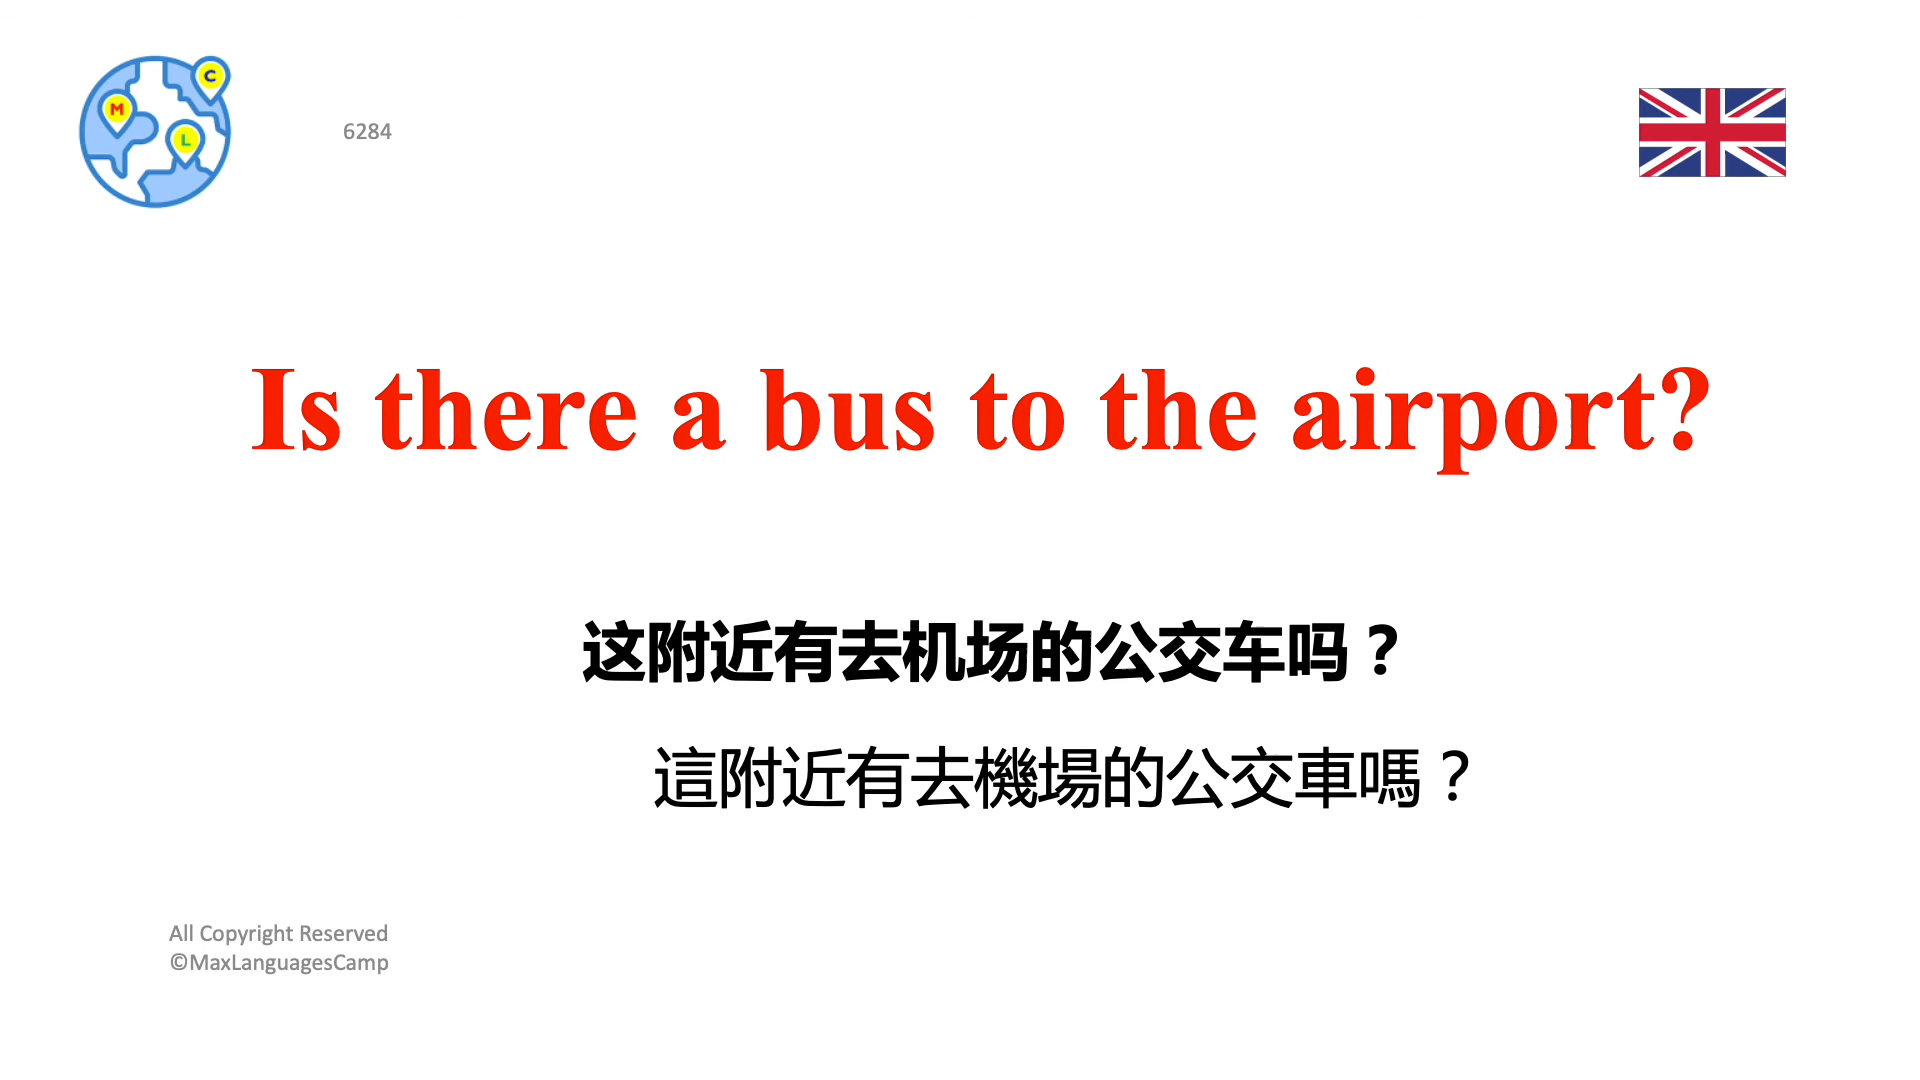 C
M
L
6284
Is there a bus to the airport?
这附近有去机场的公交车吗？
這附近有去機場的公交車嗎？
All Copyright Reserved
©MaxLanguagesCamp